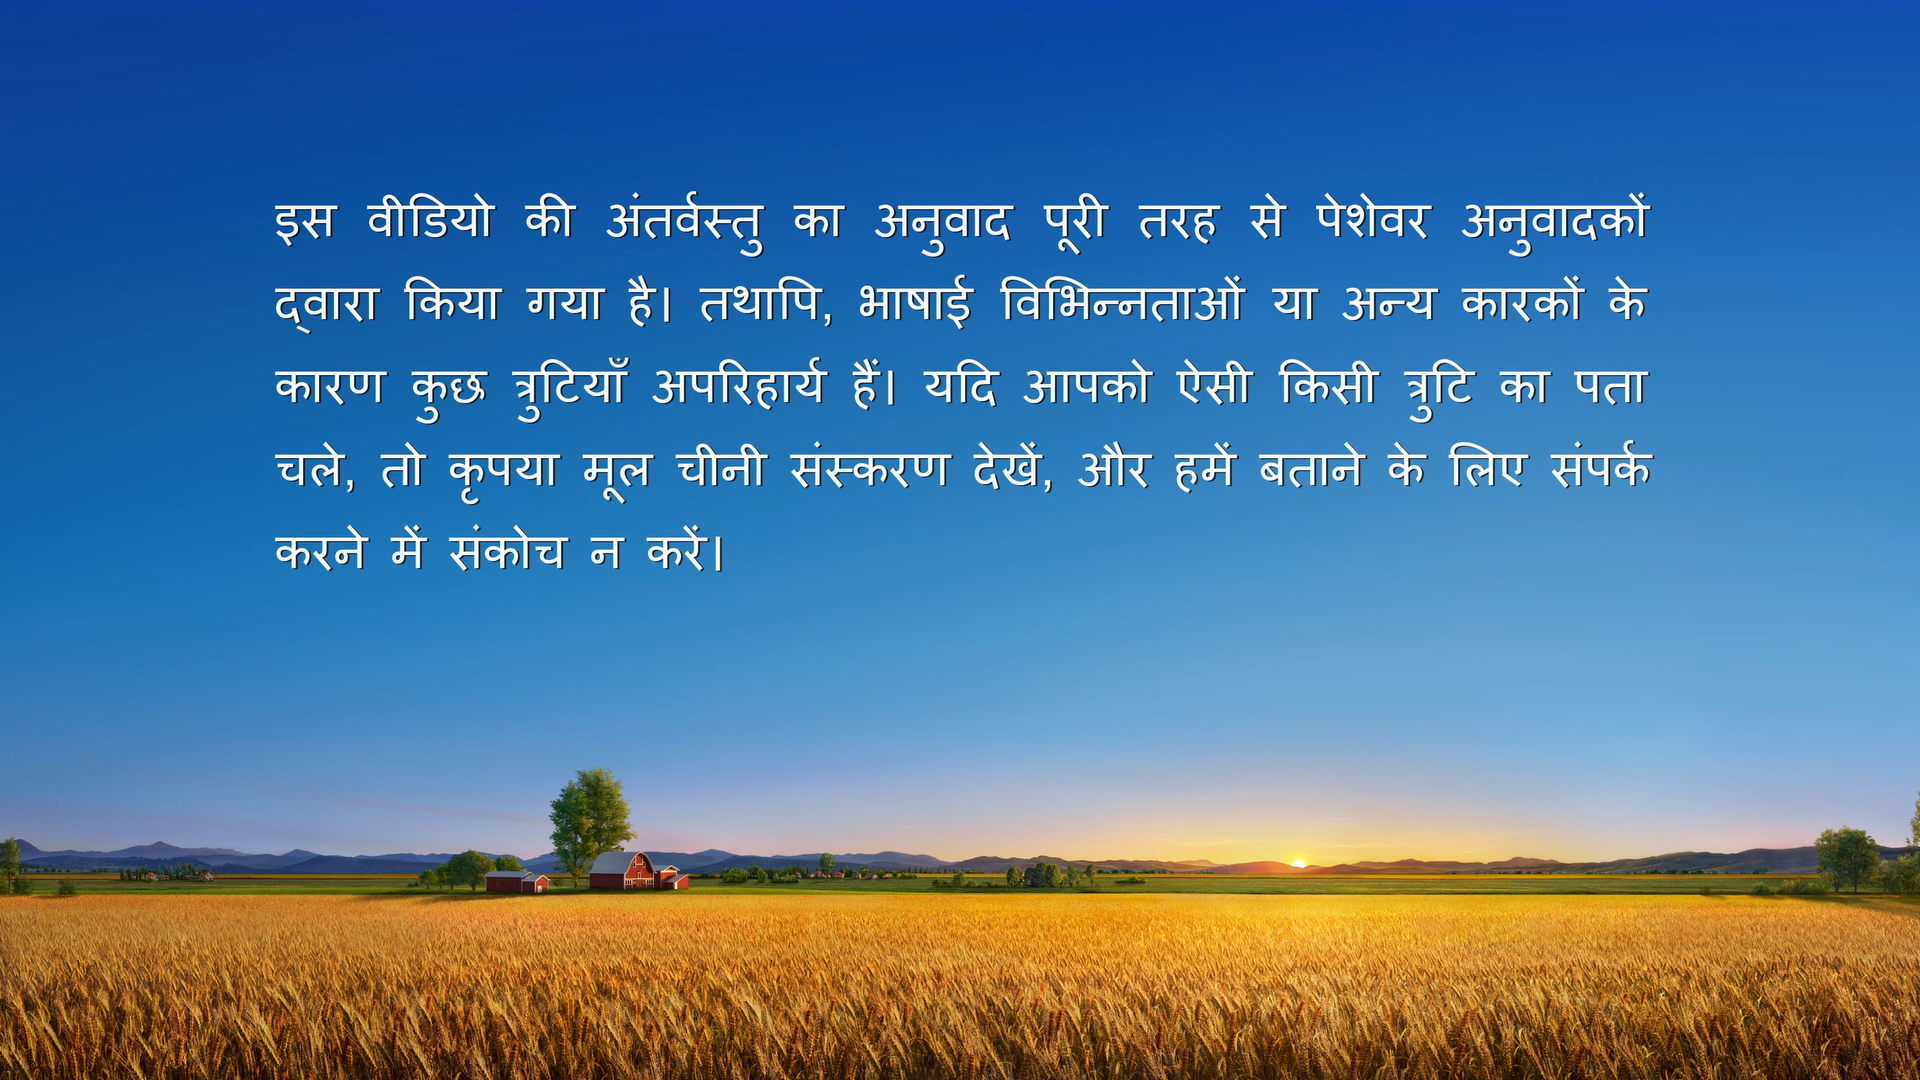 इस वीडियो की अंतर्वस्तु का अनुवाद पूरी तरह से पेशेवर अनुवादकों
द्वारा किया गया है। तथापि, भाषाई विभिन्नताओं या अन्य कारकों के
कारण कुछ त्रुटियाँ अपरिहार्य हैं। यदि आपको ऐसी किसी त्रुटि का पता
चले, तो कृपया मूल चीनी संस्करण देखें, और हमें बताने के लिए संपर्क
करने में संकोच न करें।